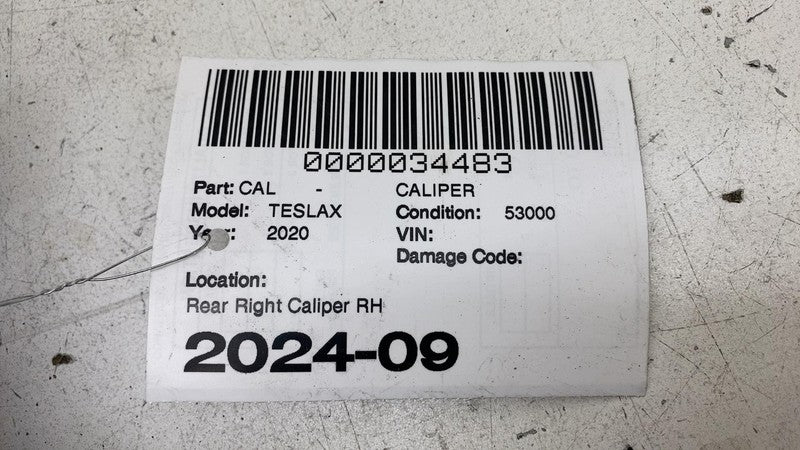 0000034483
Part: CAL - CALIPER
Model: TESLAX Condition: 53000
Year: 2020 VIN:
Damage Code:
Location:
Rear Right Caliper RH
2024-09